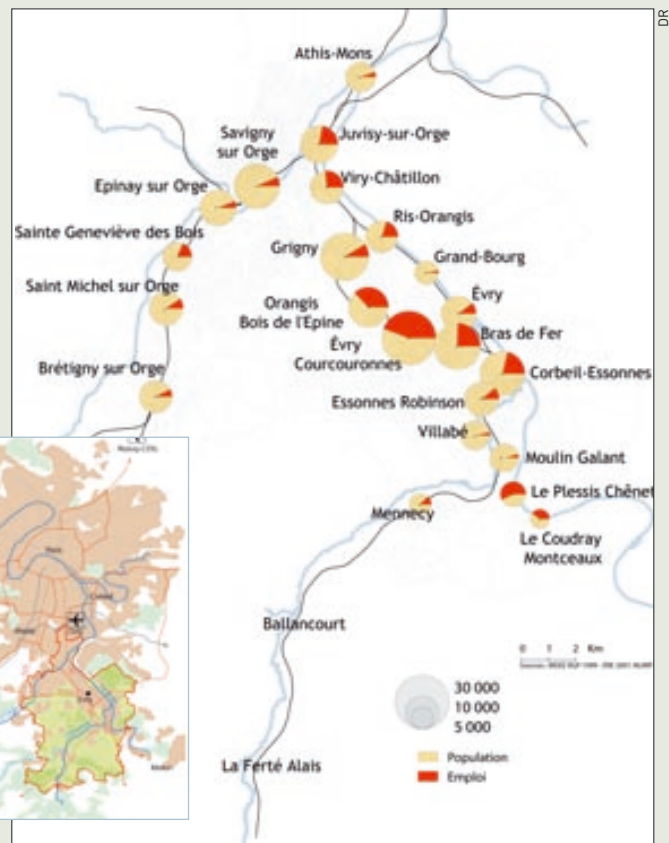 DR
Athis-Mons
Savigny
sur Orge
Juvisy-sur-Orge
Epinay sur Orge
Viry-Châtillon
Ris-Orangis
Sainte Geneviève des Bois
Grigny
Grand-Bourg
Saint Michel sur Orge
Évry
Orangis
Bois de l'Epine
Bras de Fer
Évry
Courcouronnes
Brétigny sur Orge
Corbeil-Essonnes
Essonnes Robinson
Villabé
Moulin Galant
Le Plessis Chênet
Mennecy
Le Coudray
Montceaux
Ballancourt
0 1 2 Km
30 000
10 000
5 000
Population
Emploi
La Ferté Alais